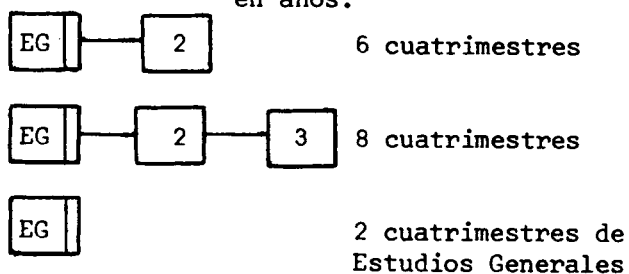 en años.
EG 2 6 cuatrimestres
EG 2 3 8 cuatrimestres
EG 2 cuatrimestres de
Estudios Generales